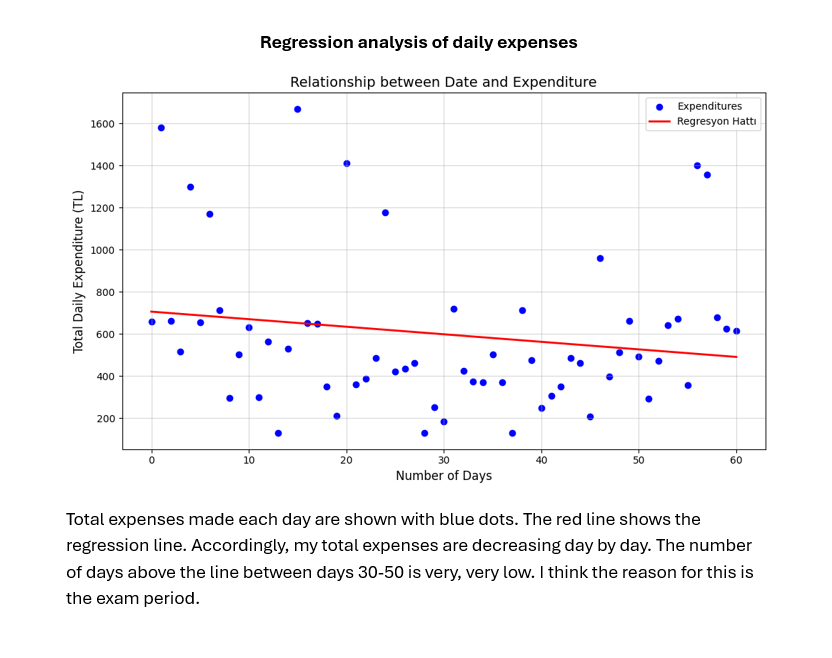 Regression analysis of daily expenses
Relationship between Date and Expenditure
Expenditures
Regresyon Hattı
1600
1400
1200
1000
800
600
400
200
Total Daily Expenditure (TL)
0 10 20 30 40 50 60
Number of Days
Total expenses made each day are shown with blue dots. The red line shows the
regression line. Accordingly, my total expenses are decreasing day by day. The number
of days above the line between days 30-50 is very, very low. I think the reason for this is
the exam period.